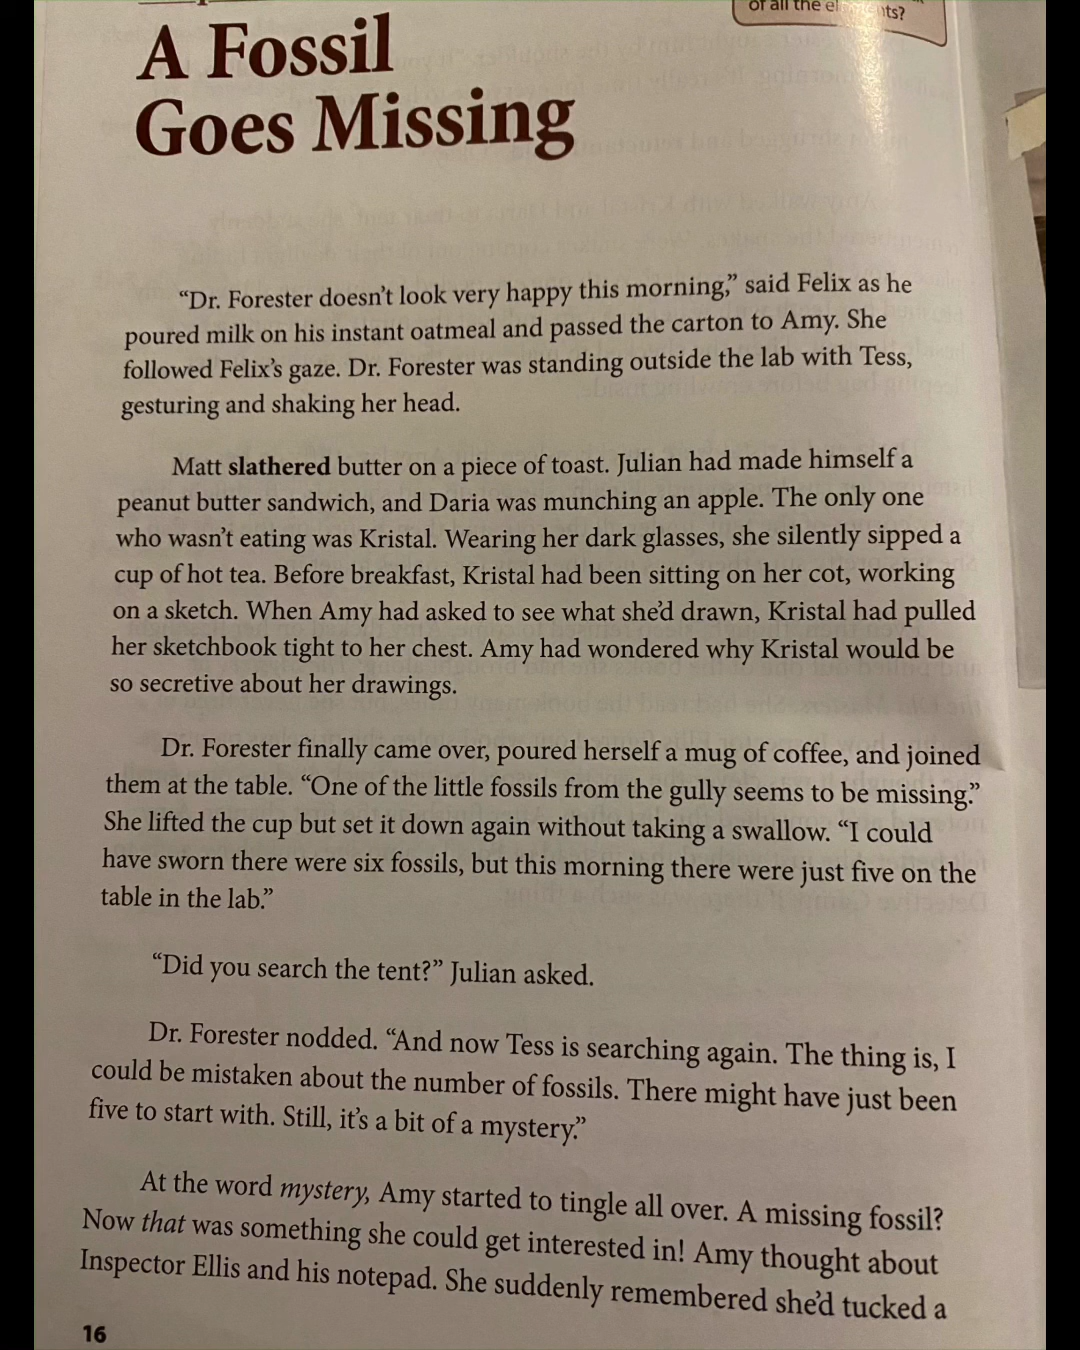 of all the
A Fossil
Goes Missing
“Dr. Forester doesn’t look very happy this morning,” said Felix as he
poured milk on his instant oatmeal and passed the carton to Amy. She
followed Felix’s gaze. Dr. Forester was standing outside the lab with Tess,
gesturing and shaking her head.
Matt slathered butter on a piece of toast. Julian had made himself a
peanut butter sandwich, and Daria was munching an apple. The only one
who wasn’t eating was Kristal. Wearing her dark glasses, she silently sipped a
cup of hot tea. Before breakfast, Kristal had been sitting on her cot, working
on a sketch. When Amy had asked to see what she’d drawn, Kristal had pulled
her sketchbook tight to her chest. Amy had wondered why Kristal would be
so secretive about her drawings.
Dr. Forester finally came over, poured herself a mug of coffee, and joined
them at the table. “One of the little fossils from the gully seems to be missing.”
She lifted the cup but set it down again without taking a swallow. “I could
have sworn there were six fossils, but this morning there were just five on the
table in the lab.”
“Did you search the tent?” Julian asked.
Dr. Forester nodded. “And now Tess is searching again. The thing is, I
could be mistaken about the number of fossils. There might have just been
five to start with. Still, it’s a bit of a mystery.”
At the word mystery, Amy started to tingle all over. A missing fossil?
Now that was something she could get interested in! Amy thought about
Inspector Ellis and his notepad. She suddenly remembered she’d tucked a
16